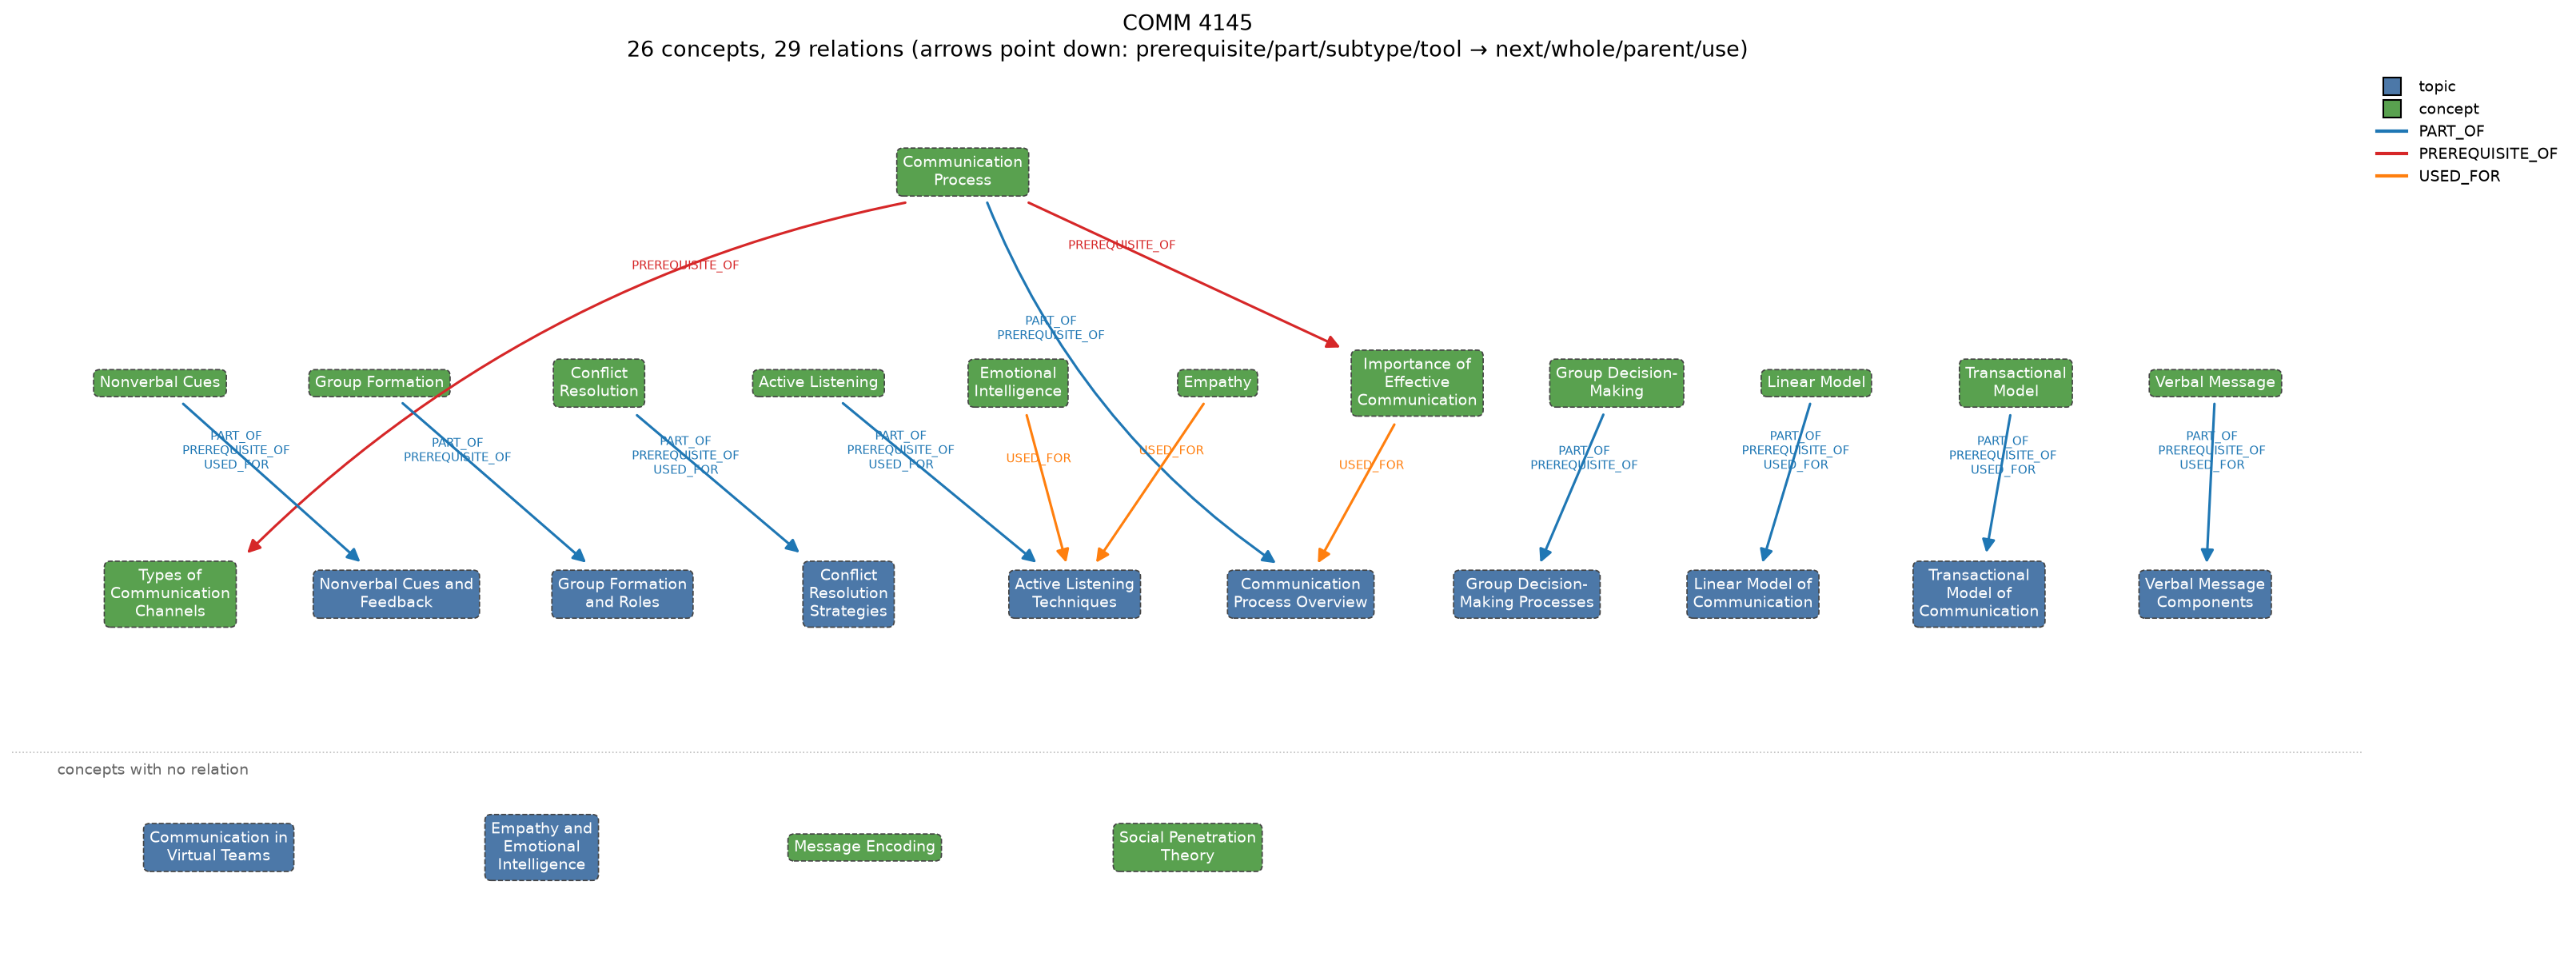 COMM 4145
26 concepts, 29 relations (arrows point down: prerequisite/part/subtype/tool → next/whole/parent/use)
topic
concept
PART_OF
PREREQUISITE_OF
USED_FOR
Communication
Process
PREREQUISITE_OF
PREREQUISITE_OF
PART_OF
PREREQUISITE_OF
Nonverbal Cues
Group Formation
Conflict
Resolution
Active Listening
Emotional
Intelligence
Empathy
Importance of
Effective
Communication
Group Decision-
Making
Linear Model
Transactional
Model
Verbal Message
PART_OF
PREREQUISITE_OF
USED_FOR
PART_OF
PREREQUISITE_OF
PART_OF
PREREQUISITE_OF
USED_FOR
PART_OF
PREREQUISITE_OF
USED_FOR
USED_FOR
USED_FOR
USED_FOR
PART_OF
PREREQUISITE_OF
PART_OF
PREREQUISITE_OF
USED_FOR
PART_OF
PREREQUISITE_OF
USED_FOR
PART_OF
PREREQUISITE_OF
USED_FOR
Types of
Communication
Channels
Nonverbal Cues and
Feedback
Group Formation
and Roles
Conflict
Resolution
Strategies
Active Listening
Techniques
Communication
Process Overview
Group Decision-
Making Processes
Linear Model of
Communication
Transactional
Model of
Communication
Verbal Message
Components
concepts with no relation
Communication in
Virtual Teams
Empathy and
Emotional
Intelligence
Message Encoding
Social Penetration
Theory